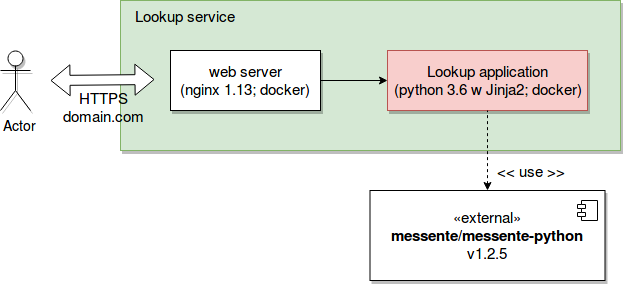 Lookup service
web server
(nginx 1.13; docker)
Lookup application
(python 3.6 w Jinja2; docker)
HTTPS
domain.com
Actor
<< use >>
«external»
messente/messente-python
v1.2.5